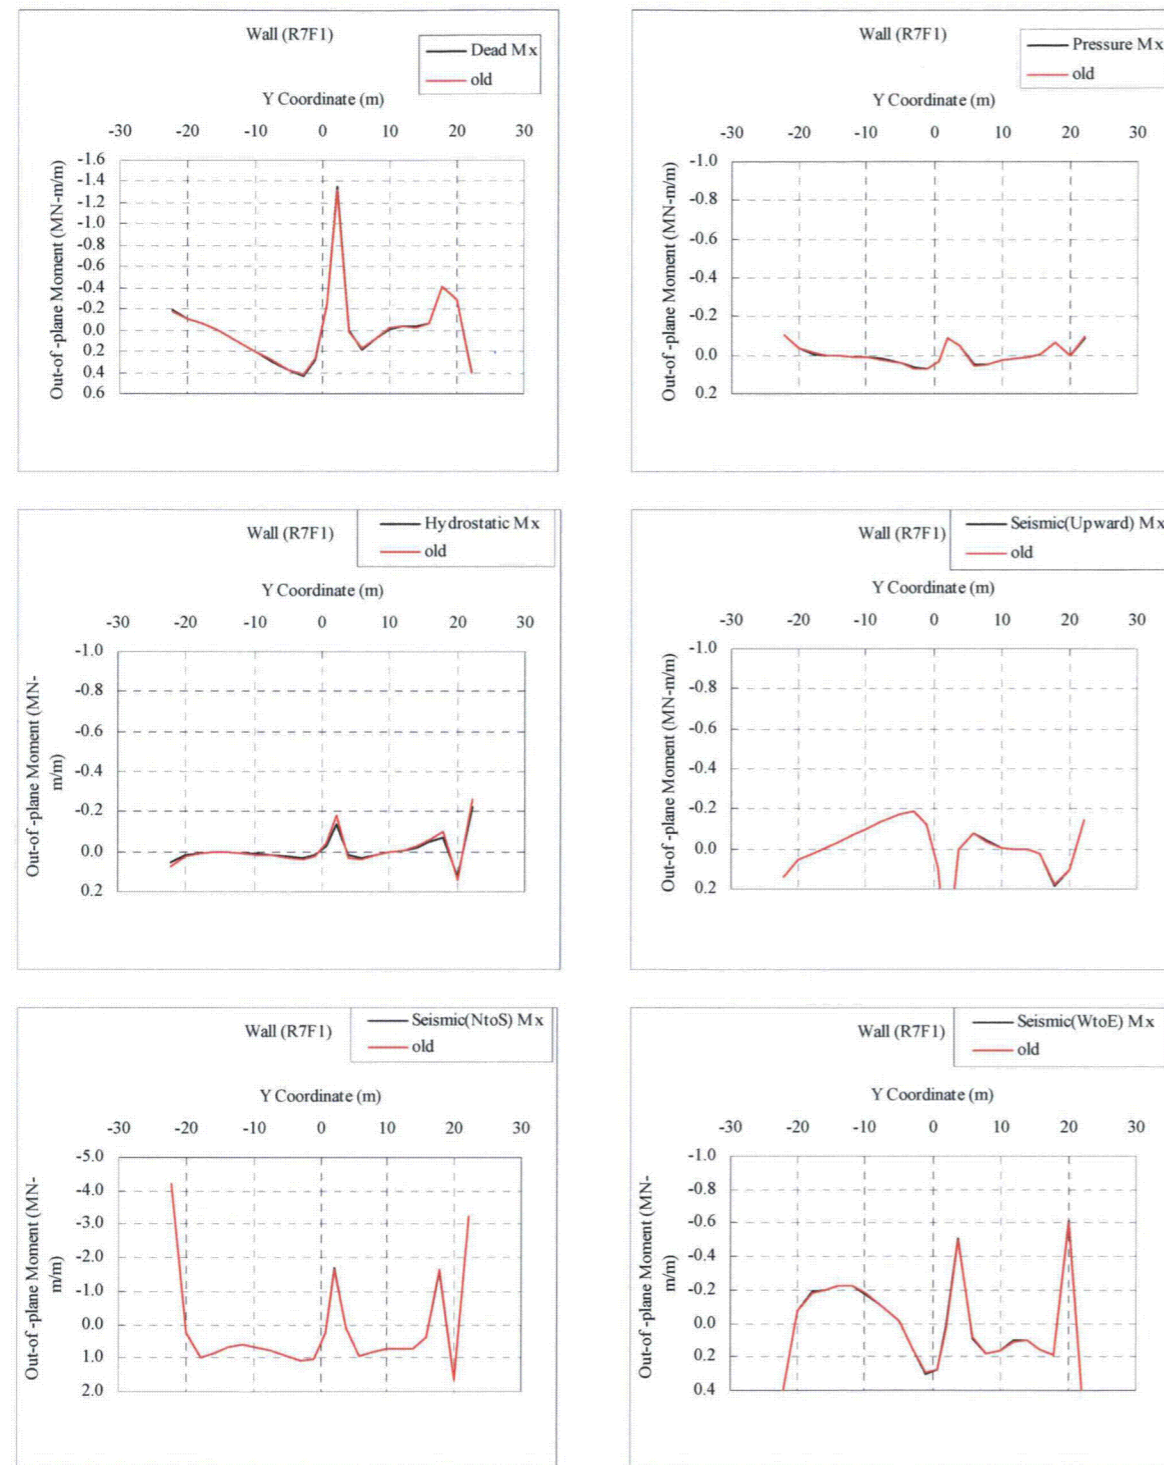 Wall (R7F1)
Dead Mx
old
Y Coordinate (m)
-30 -20 -10 0 10 20 30
Out-of -plane Moment (MN-m/m)
-1.6
-1.4
-1.2
-1.0
-0.8
-0.6
-0.4
-0.2
0.0
0.2
0.4
0.6
Wall (R7F1)
Pressure Mx
old
Y Coordinate (m)
-30 -20 -10 0 10 20 30
Out-of -plane Moment (MN-m/m)
-1.0
-0.8
-0.6
-0.4
-0.2
0.0
0.2
Wall (R7F1)
Hydrostatic Mx
old
Y Coordinate (m)
-30 -20 -10 0 10 20 30
Out-of -plane Moment (MN-
m/m)
-1.0
-0.8
-0.6
-0.4
-0.2
0.0
0.2
Wall (R7F1)
Seismic(Upward) Mx
old
Y Coordinate (m)
-30 -20 -10 0 10 20 30
Out-of -plane Moment (MN-m/m)
-1.0
-0.8
-0.6
-0.4
-0.2
0.0
0.2
Wall (R7F1)
Seismic(NtoS) Mx
old
Y Coordinate (m)
-30 -20 -10 0 10 20 30
Out-of -plane Moment (MN-
m/m)
-5.0
-4.0
-3.0
-2.0
-1.0
0.0
1.0
2.0
Wall (R7F1)
Seismic(WtoE) Mx
old
Y Coordinate (m)
-30 -20 -10 0 10 20 30
Out-of -plane Moment (MN-
m/m)
-1.0
-0.8
-0.6
-0.4
-0.2
0.0
0.2
0.4